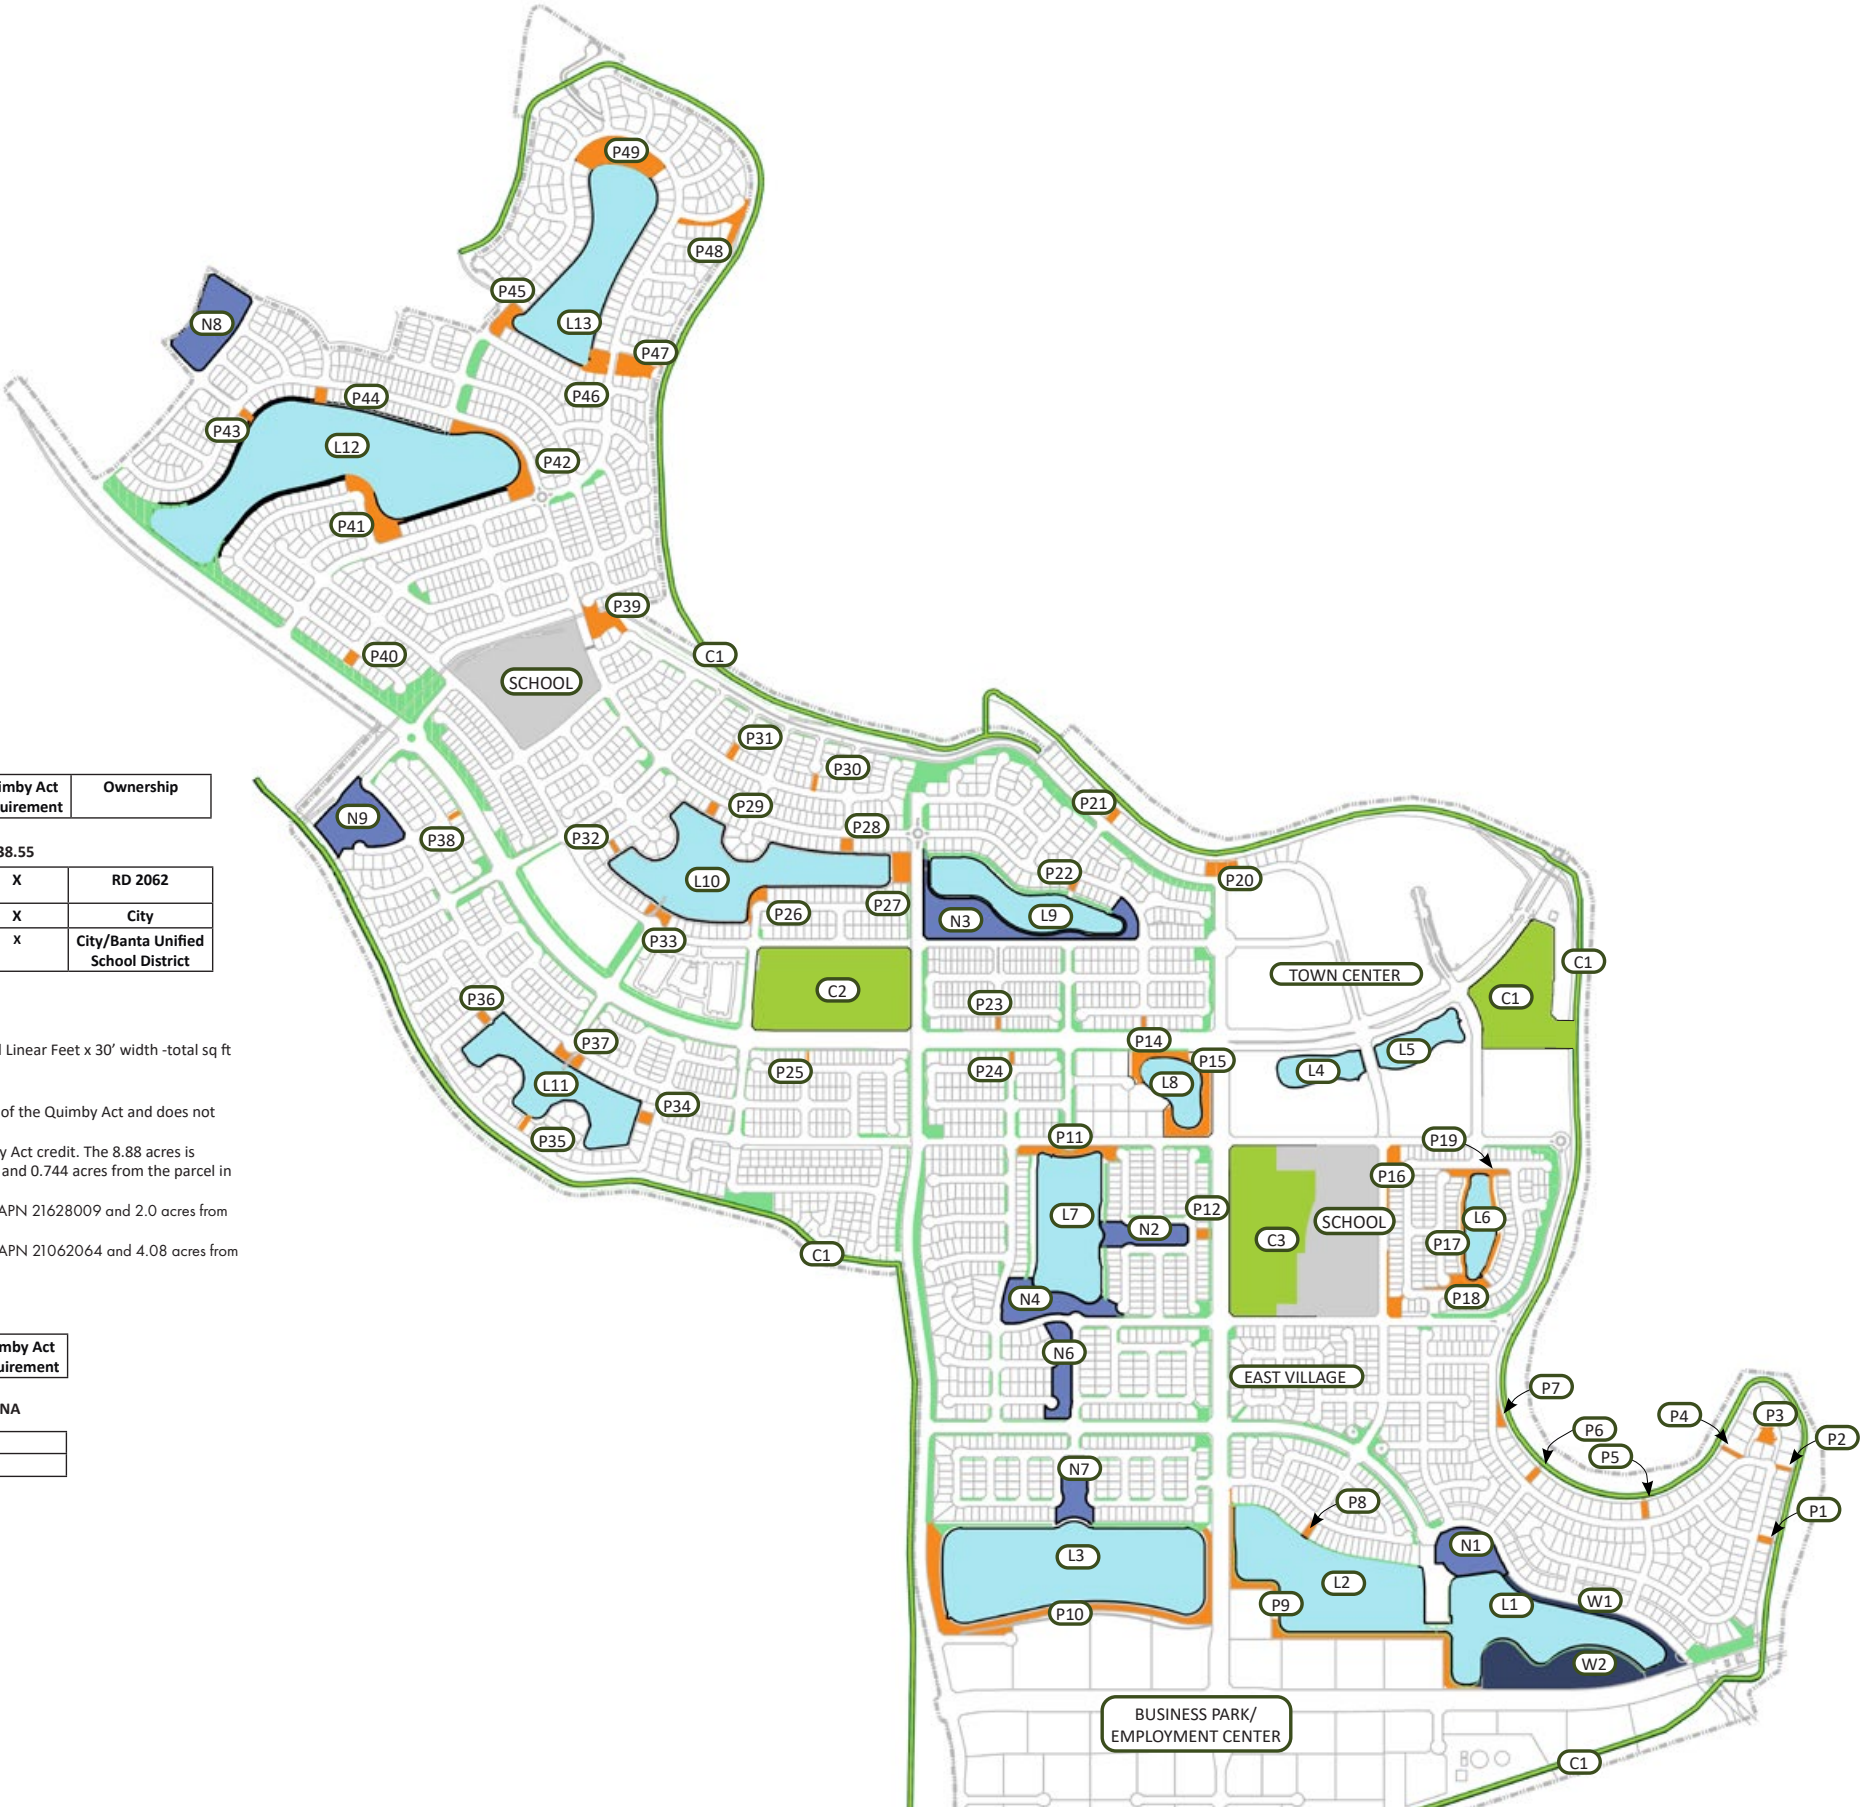 P49
P48
P45
N8
L13
P47
P46
P44
P43
L12
P42
P41
P39
P40
C1
SCHOOL
P31
P30
imby Act
uirement
Ownership
38.55
X
RD 2062
X
City
X
City/Banta Unified
School District
N9
P38
P32
P29
P28
P21
L10
P22
P20
P27
P26
N3
L9
P33
C2
TOWN CENTER
C1
C1
P36
P23
l Linear Feet x 30' width -total sq ft
P37
P14
P15
L5
P25
P24
L8
L4
L11
of the Quimby Act and does not
P34
P35
P11
P19
y Act credit. The 8.88 acres is
and 0.744 acres from the parcel in
P16
APN 21628009 and 2.0 acres from
L7
P12
N2
SCHOOL
L6
C3
P17
C1
APN 21062064 and 4.08 acres from
N4
P18
mby Act
uirement
N6
EAST VILLAGE
P7
NA
P4
P3
P6
P2
P5
N7
P8
P1
L3
N1
L2
P9
P10
L1
W1
W2
BUSINESS PARK/
EMPLOYMENT CENTER
C1